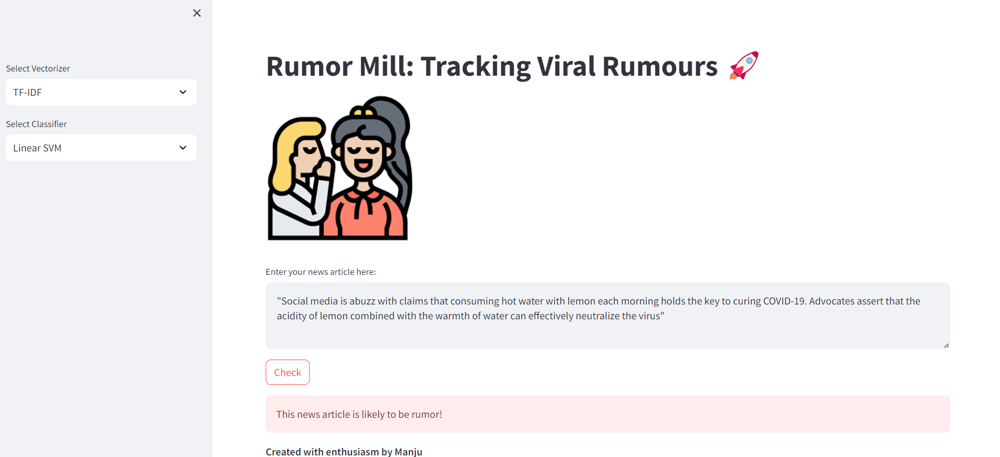 Select Vectorizer
TF-IDF
Select Classifier
Linear SVM
Rumor Mill: Tracking Viral Rumours 🚀
Enter your news article here:
"Social media is abuzz with claims that consuming hot water with lemon each morning holds the key to curing COVID-19. Advocates assert that the
acidity of lemon combined with the warmth of water can effectively neutralize the virus"
Check
This news article is likely to be rumor!
Created with enthusiasm by Manju